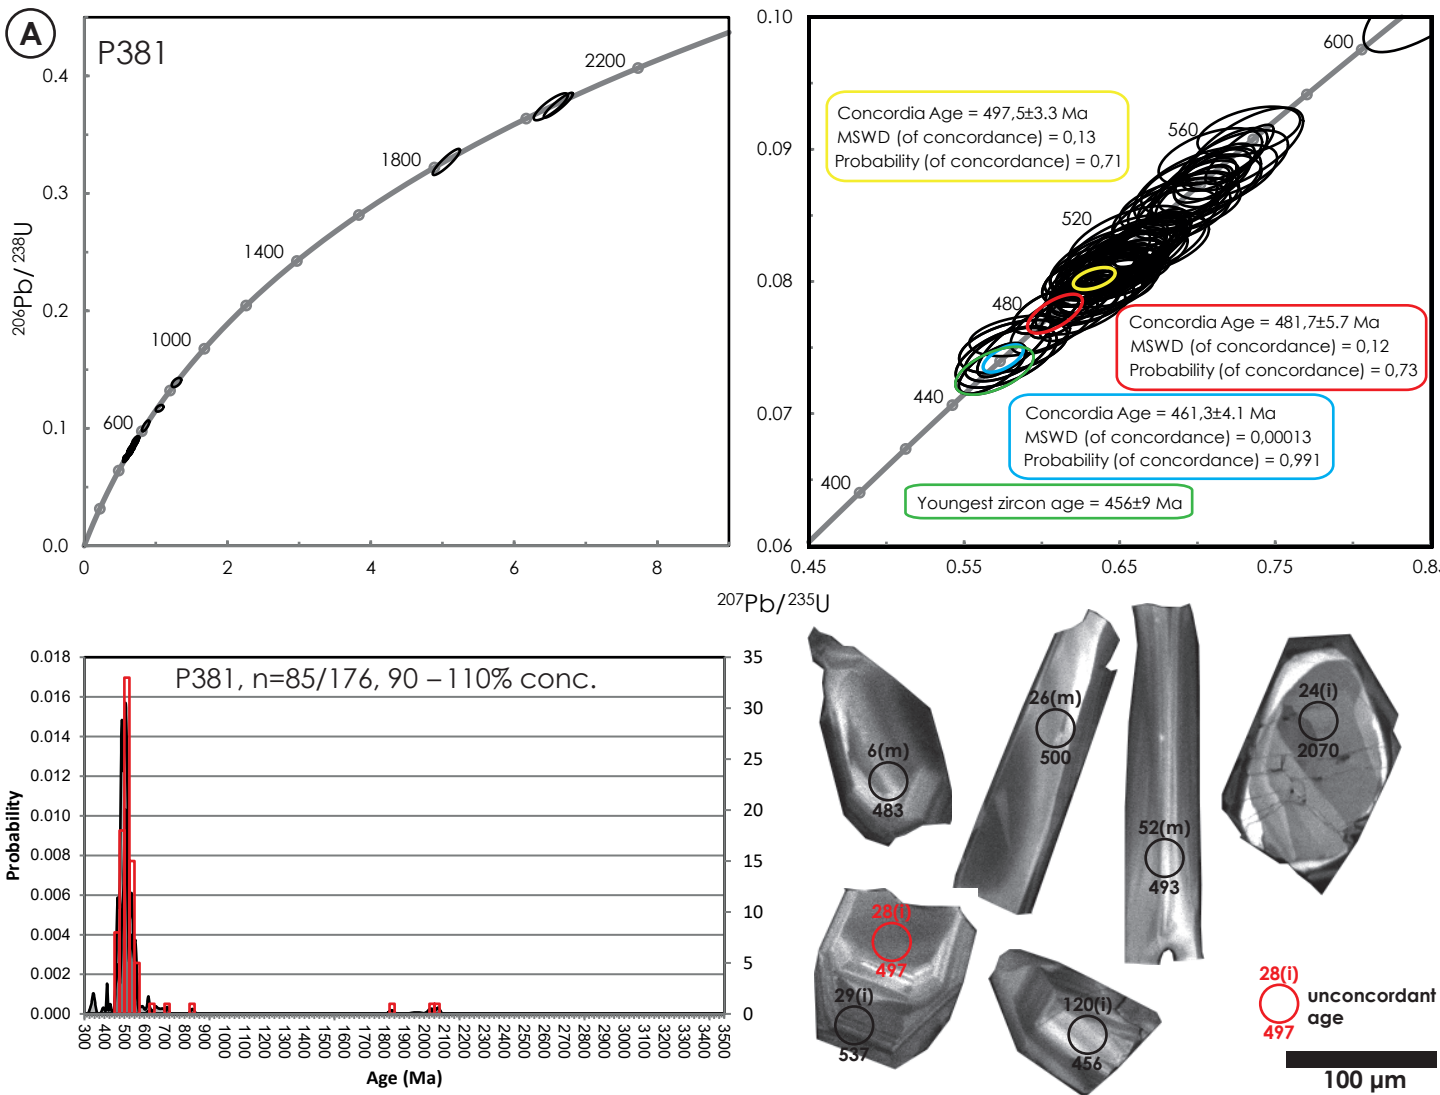 A
P381
2200
1800
1400
1000
600
0.4
0.3
0.2
0.1
0.0
0
2
4
6
8
206Pb/ 238U
0.10
0.09
0.08
0.07
0.06
0.45
0.55
0.65
0.75
0.8
600
560
520
480
440
400
Concordia Age = 497,5±3.3 Ma
MSWD (of concordance) = 0,13
Probability (of concordance) = 0,71
Concordia Age = 481,7±5.7 Ma
MSWD (of concordance) = 0,12
Probability (of concordance) = 0,73
Concordia Age = 461,3±4.1 Ma
MSWD (of concordance) = 0,00013
Probability (of concordance) = 0,991
Youngest zircon age = 456±9 Ma
207Pb/235U
P381, n=85/176, 90 – 110% conc.
0.018
0.016
0.014
0.012
0.010
0.008
0.006
0.004
0.002
0.000
35
30
25
20
15
10
5
0
Probability
300 400 500 600 700 800 900 1000 1100 1200 1300 1400 1500 1600 1700 1800 1900 2000 2100 2200 2300 2400 2500 2600 2700 2800 2900 3000 3100 3200 3300 3400 3500
Age (Ma)
6(m)
483
26(m)
500
52(m)
493
24(i)
2070
28(i)
497
29(i)
537
120(i)
456
28(i)
497
unconcordant
age
100 µm